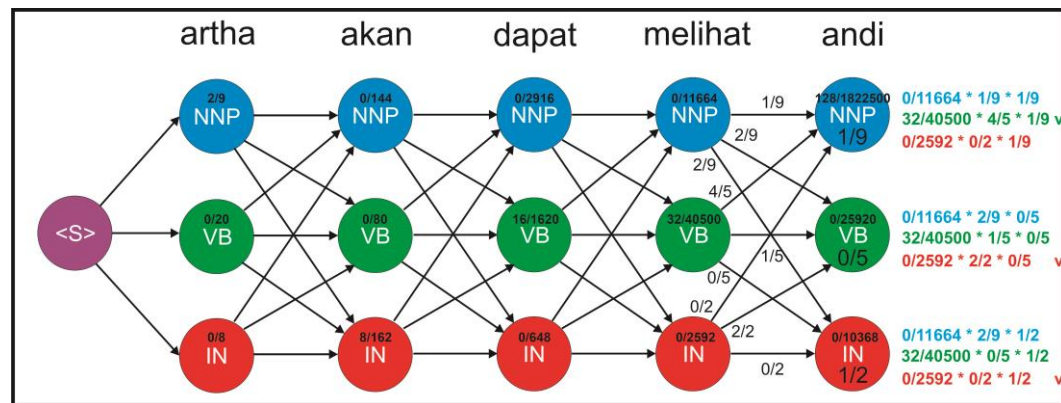 artha akan dapat melihat andi
2/9 0/144 0/2916 0/11664 1/9 128/1822500 0/11664 * 1/9 * 1/9
NNP NNP NNP NNP NNP 32/40500 * 4/5 * 1/9 v
2/9 1/9 0/2592 * 0/2 * 1/9
2/9
4/5
0/20 0/80 16/1620 32/40500 0/25920 0/11664 * 2/9 * 0/5
<S> VB VB VB VB VB 32/40500 * 1/5 * 0/5
1/5 0/5 0/2592 * 2/2 * 0/5 v
0/5
0/2
0/8 8/162 0/648 0/2592 2/2 0/10368 0/11664 * 2/9 * 1/2
IN IN IN IN IN 32/40500 * 0/5 * 1/2
0/2 1/2 0/2592 * 0/2 * 1/2 v